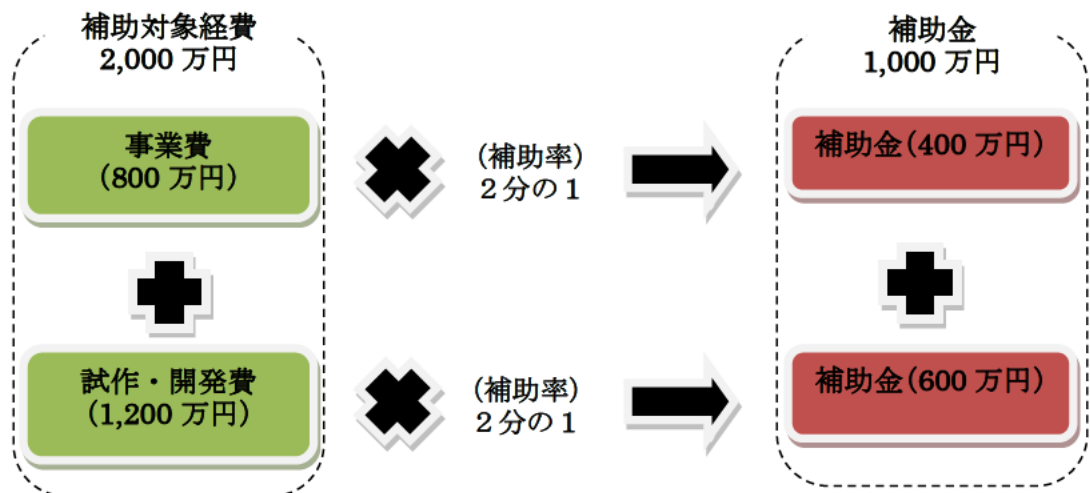 補助対象経費
2,000 万円
補助金
1,000 万円
事業費
(800 万円)
(補助率)
2分の1
補助金(400 万円)
試作・開発費
(1,200 万円)
(補助率)
2分の1
補助金(600 万円)